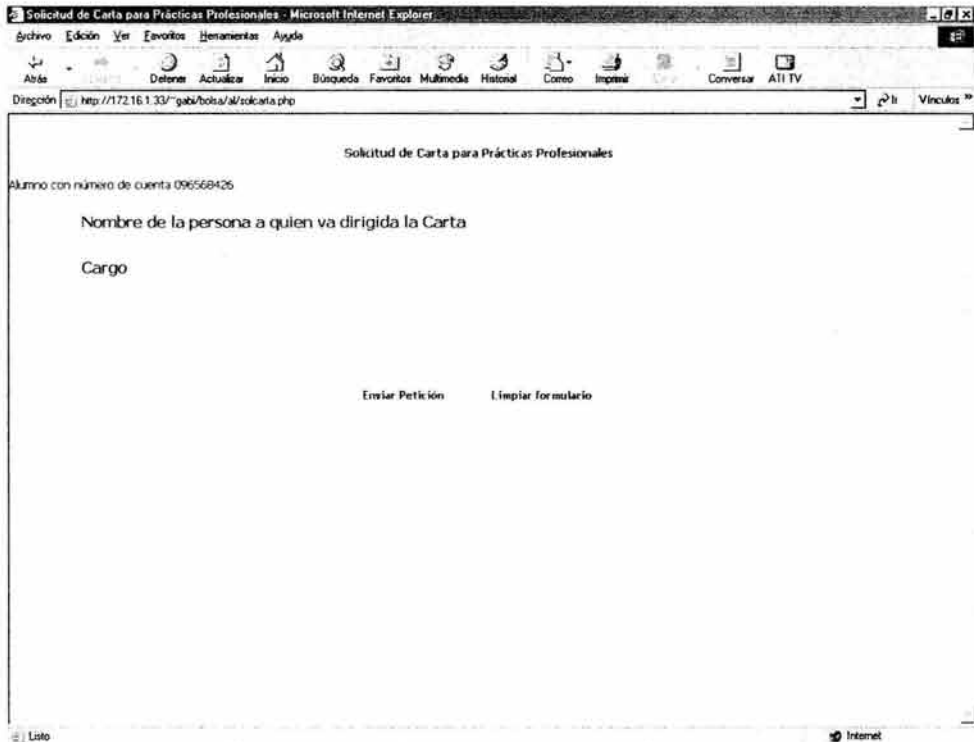 Solicitud de Carta para Prácticas Profesionales - Microsoft Internet Explorer
Archivo Edición Ver Favoritos Herramientas Ayuda
Atrás Detener Actualizar Inicio Búsqueda Favoritos Multimedia Historial Correo Imprimir Conversar ATI TV
Dirección http://172.16.1.33/~gabi/bolsa/al/solcarta.php Ir Vínculos »
Solicitud de Carta para Prácticas Profesionales
Alumno con número de cuenta 096568426
Nombre de la persona a quien va dirigida la Carta
Cargo
Enviar Petición Limpiar formulario
Listo Internet